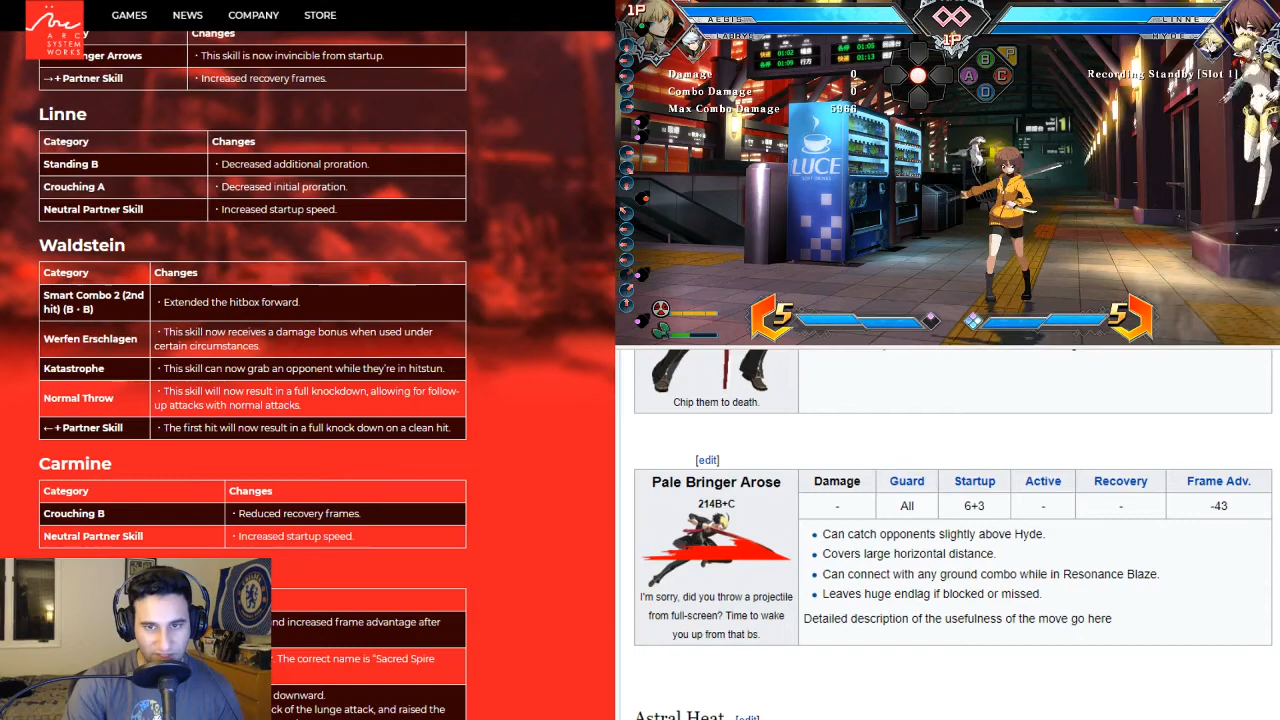 GAMES NEWS COMPANY STORE
ARC
SYSTEM
WORKS
Changes
nger Arrows ・This skill is now invincible from startup.
→+Partner Skill ・Increased recovery frames.
Linne
Category Changes
Standing B ・Decreased additional proration.
Crouching A ・Decreased initial proration.
Neutral Partner Skill ・Increased startup speed.
Waldstein
Category Changes
Smart Combo 2 (2nd
hit) (B・B) ・Extended the hitbox forward.
Werfen Erschlagen ・This skill now receives a damage bonus when used under
certain circumstances.
Katastrophe ・This skill can now grab an opponent while they're in hitstun.
Normal Throw ・This skill will now result in a full knockdown, allowing for follow-
up attacks with normal attacks.
←+Partner Skill ・The first hit will now result in a full knock down on a clean hit.
Carmine
Category Changes
Crouching B ・Reduced recovery frames.
Neutral Partner Skill ・Increased startup speed.
nd increased frame advantage after
. The correct name is "Sacred Spire
downward.
ck of the lunge attack, and raised the
1P
AEGIS
LABRYS
LINNE
HYDE
1P
Damage 0
Combo Damage 0
Max Combo Damage 5966
Recording Standby [Slot 1]
B
P
A
C
D
LUCE
SOFT DRINKS
5
5
Chip them to death.
[edit]
Pale Bringer Arose
214B+C
Damage Guard Startup Active Recovery Frame Adv.
- All 6+3 - - -43
• Can catch opponents slightly above Hyde.
• Covers large horizontal distance.
• Can connect with any ground combo while in Resonance Blaze.
• Leaves huge endlag if blocked or missed.
Detailed description of the usefulness of the move go here
I'm sorry, did you throw a projectile
from full-screen? Time to wake
you up from that bs.
Astral Heat [edit]